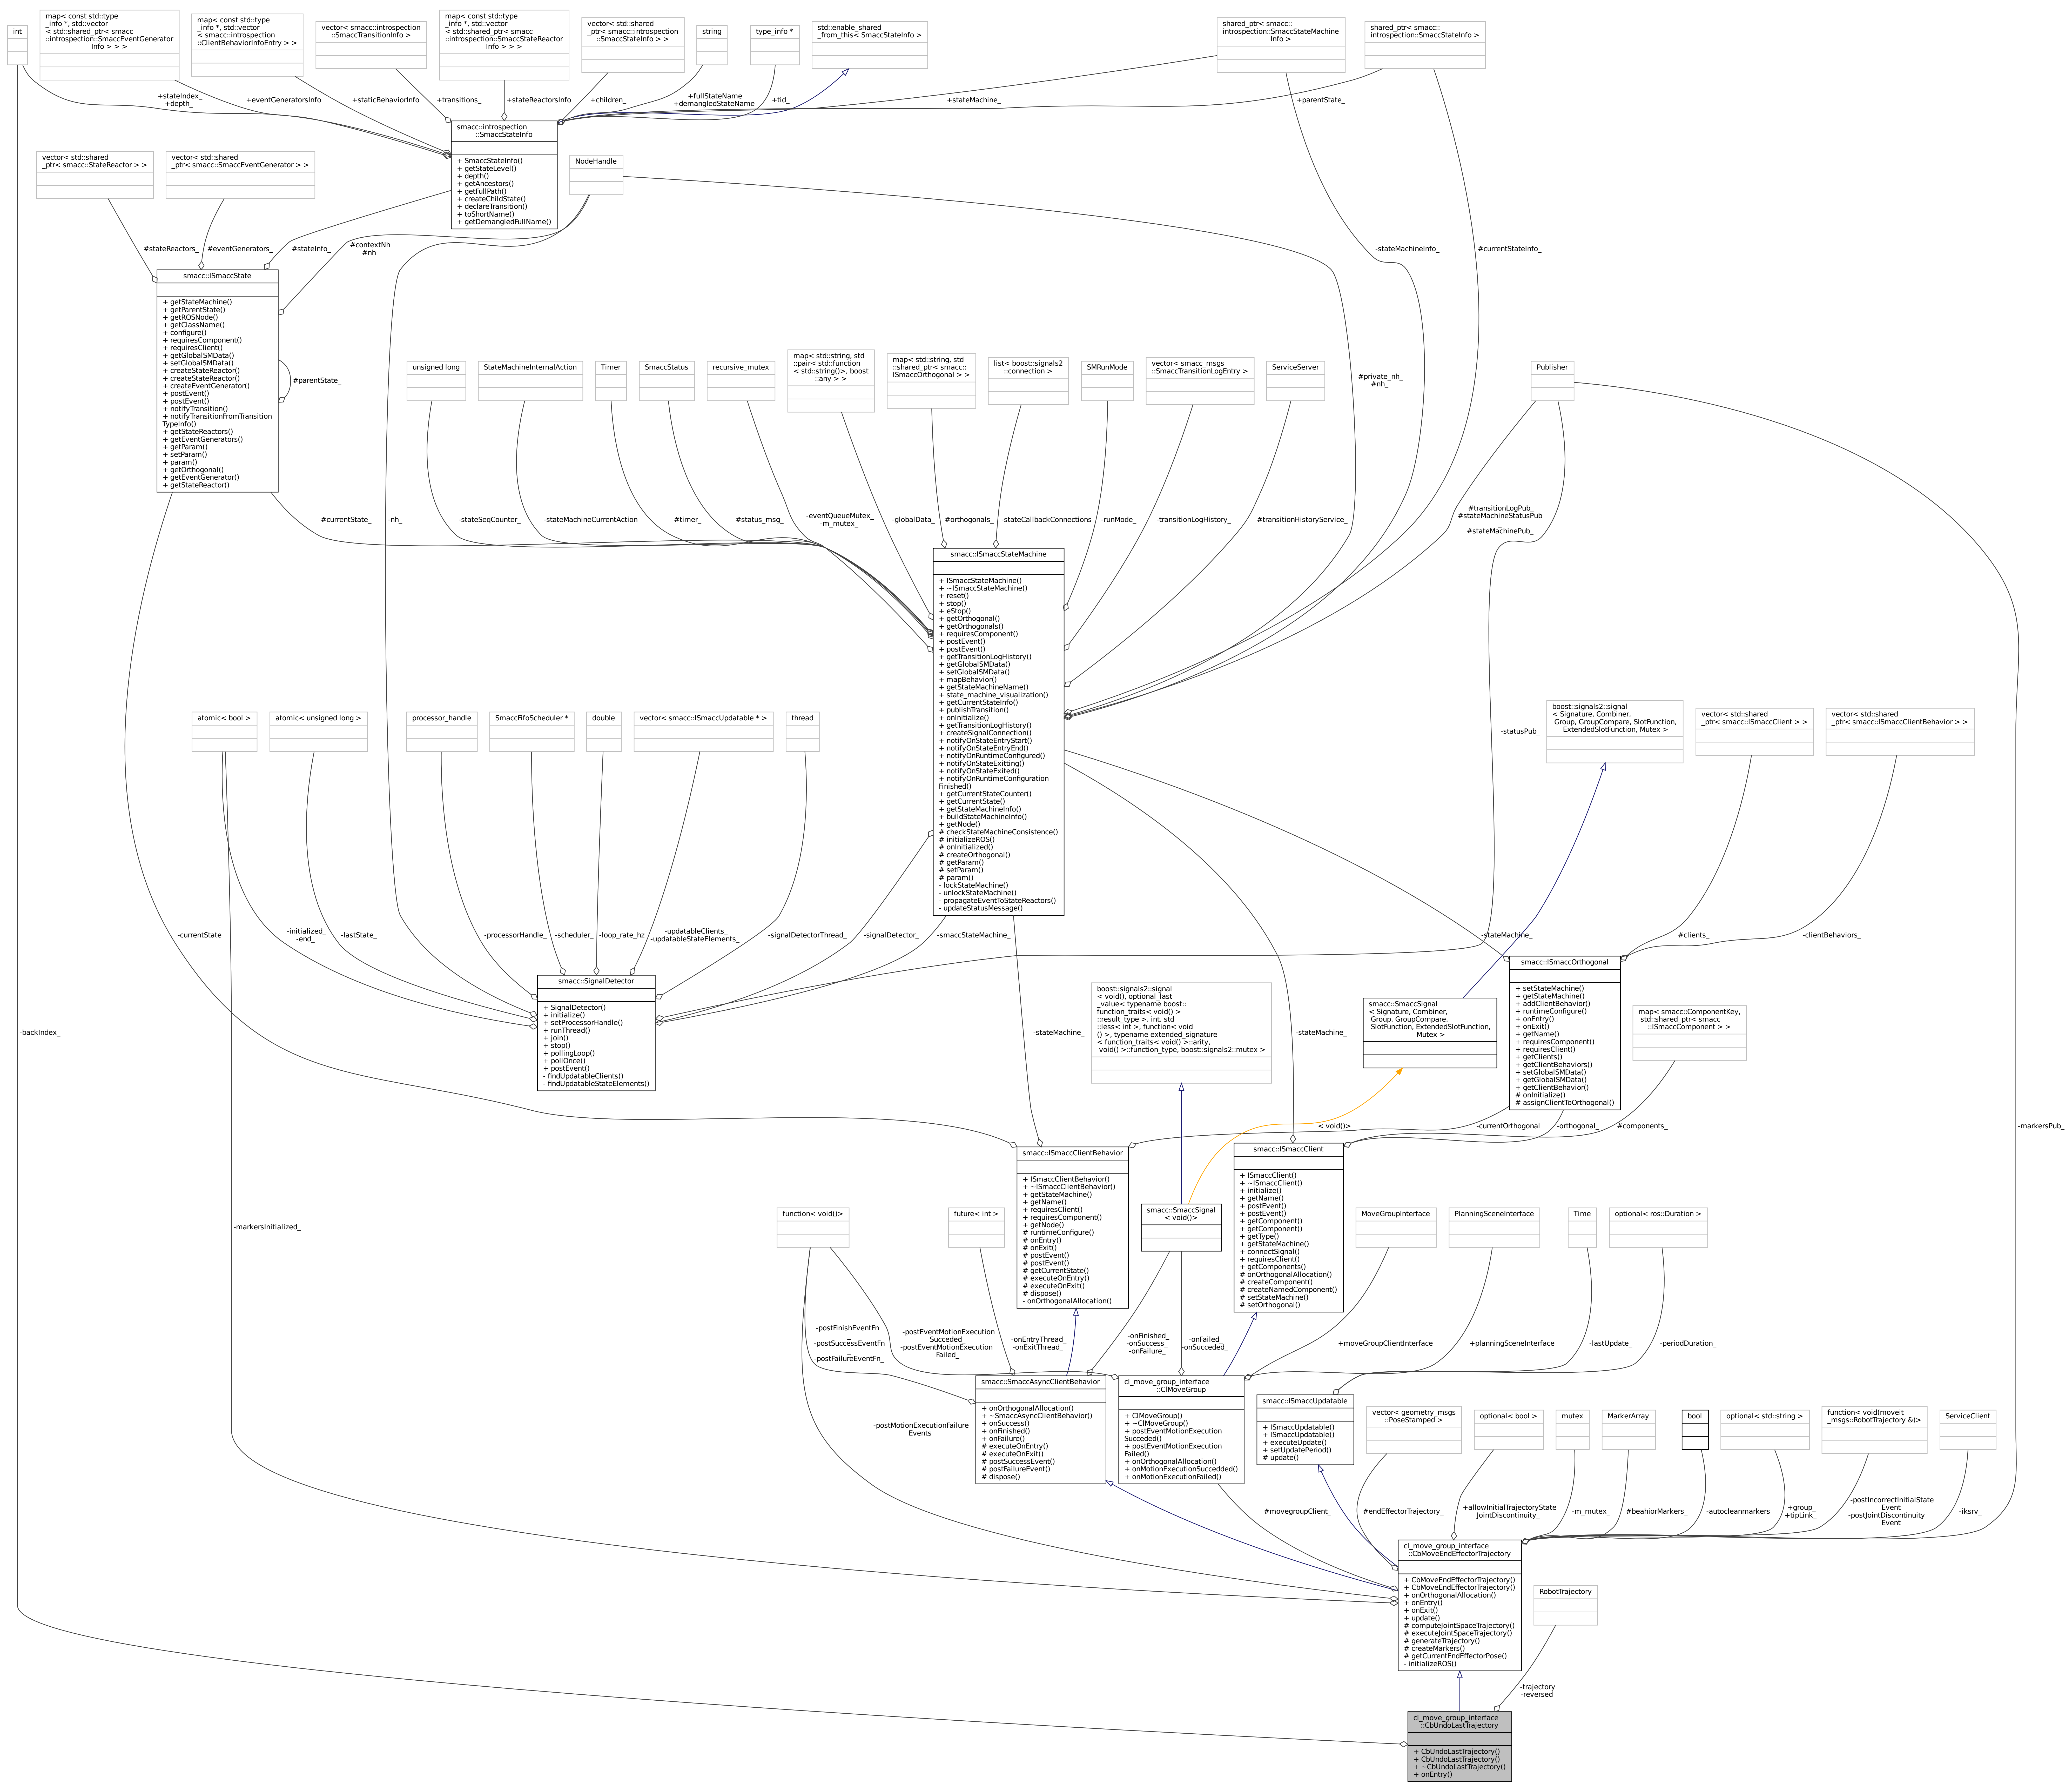 int
map< const std::type
_info *, std::vector
< std::shared_ptr< smacc
::introspection::SmaccEventGenerator
Info > > >
map< const std::type
_info *, std::vector
< smacc::introspection
::ClientBehaviorInfoEntry > >
vector< smacc::introspection
::SmaccTransitionInfo >
map< const std::type
_info *, std::vector
< std::shared_ptr< smacc
::introspection::SmaccStateReactor
Info > > >
vector< std::shared
_ptr< smacc::introspection
::SmaccStateInfo > >
string
type_info *
std::enable_shared
_from_this< SmaccStateInfo >
shared_ptr< smacc::
introspection::SmaccStateMachine
Info >
shared_ptr< smacc::
introspection::SmaccStateInfo >
+stateIndex_
+depth_
+eventGeneratorsInfo
+staticBehaviorInfo
+transitions_
+stateReactorsInfo
+children_
+fullStateName
+demangledStateName
+tid_
+stateMachine_
+parentState_
smacc::introspection
::SmaccStateInfo
+ SmaccStateInfo()
+ getStateLevel()
+ depth()
+ getAncestors()
+ getFullPath()
+ createChildState()
+ declareTransition()
+ toShortName()
+ getDemangledFullName()
vector< std::shared
_ptr< smacc::StateReactor > >
vector< std::shared
_ptr< smacc::SmaccEventGenerator > >
NodeHandle
#stateReactors_
#eventGenerators_
#stateInfo_
#contextNh
#nh
-stateMachineInfo_
#currentStateInfo_
smacc::ISmaccState
+ getStateMachine()
+ getParentState()
+ getROSNode()
+ getClassName()
+ configure()
+ requiresComponent()
+ requiresClient()
+ getGlobalSMData()
+ setGlobalSMData()
+ createStateReactor()
+ createStateReactor()
+ createEventGenerator()
+ postEvent()
+ postEvent()
+ notifyTransition()
+ notifyTransitionFromTransition
TypeInfo()
+ getStateReactors()
+ getEventGenerators()
+ getParam()
+ setParam()
+ param()
+ getOrthogonal()
+ getEventGenerator()
+ getStateReactor()
#parentState_
unsigned long
StateMachineInternalAction
Timer
SmaccStatus
recursive_mutex
map< std::string, std
::pair< std::function
< std::string()>, boost
::any > >
map< std::string, std
::shared_ptr< smacc::
ISmaccOrthogonal > >
list< boost::signals2
::connection >
SMRunMode
vector< smacc_msgs
::SmaccTransitionLogEntry >
ServiceServer
#private_nh_
#nh_
Publisher
#currentState_
-nh_
-stateSeqCounter_
-stateMachineCurrentAction
#timer_
#status_msg_
-eventQueueMutex_
-m_mutex_
-globalData_
#orthogonals_
-stateCallbackConnections
-runMode_
-transitionLogHistory_
#transitionHistoryService_
#transitionLogPub_
#stateMachineStatusPub
_
#stateMachinePub_
smacc::ISmaccStateMachine
+ ISmaccStateMachine()
+ ~ISmaccStateMachine()
+ reset()
+ stop()
+ eStop()
+ getOrthogonal()
+ getOrthogonals()
+ requiresComponent()
+ postEvent()
+ postEvent()
+ getTransitionLogHistory()
+ getGlobalSMData()
+ setGlobalSMData()
+ mapBehavior()
+ getStateMachineName()
+ state_machine_visualization()
+ getCurrentStateInfo()
+ publishTransition()
+ onInitialize()
+ getTransitionLogHistory()
+ createSignalConnection()
+ notifyOnStateEntryStart()
+ notifyOnStateEntryEnd()
+ notifyOnRuntimeConfigured()
+ notifyOnStateExitting()
+ notifyOnStateExited()
+ notifyOnRuntimeConfiguration
Finished()
+ getCurrentStateCounter()
+ getCurrentState()
+ getStateMachineInfo()
+ buildStateMachineInfo()
+ getNode()
# checkStateMachineConsistence()
# initializeROS()
# onInitialized()
# createOrthogonal()
# getParam()
# setParam()
# param()
- lockStateMachine()
- unlockStateMachine()
- propagateEventToStateReactors()
- updateStatusMessage()
atomic< bool >
atomic< unsigned long >
processor_handle
SmaccFifoScheduler *
double
vector< smacc::ISmaccUpdatable * >
thread
-statusPub_
boost::signals2::signal
< Signature, Combiner,
Group, GroupCompare, SlotFunction,
ExtendedSlotFunction, Mutex >
vector< std::shared
_ptr< smacc::ISmaccClient > >
vector< std::shared
_ptr< smacc::ISmaccClientBehavior > >
-currentState
-initialized_
-end_
-lastState_
-processorHandle_
-scheduler_
-loop_rate_hz
-updatableClients_
-updatableStateElements_
-signalDetectorThread_
-signalDetector_
-smaccStateMachine_
-stateMachine_
#clients_
-clientBehaviors_
smacc::SignalDetector
+ SignalDetector()
+ initialize()
+ setProcessorHandle()
+ runThread()
+ join()
+ stop()
+ pollingLoop()
+ pollOnce()
+ postEvent()
- findUpdatableClients()
- findUpdatableStateElements()
smacc::ISmaccOrthogonal
+ setStateMachine()
+ getStateMachine()
+ addClientBehavior()
+ runtimeConfigure()
+ onEntry()
+ onExit()
+ getName()
+ requiresComponent()
+ requiresClient()
+ getClients()
+ getClientBehaviors()
+ setGlobalSMData()
+ getGlobalSMData()
+ getClientBehavior()
# onInitialize()
# assignClientToOrthogonal()
boost::signals2::signal
< void(), optional_last
_value< typename boost::
function_traits< void() >
::result_type >, int, std
::less< int >, function< void
() >, typename extended_signature
< function_traits< void() >::arity,
void() >::function_type, boost::signals2::mutex >
smacc::SmaccSignal
< Signature, Combiner,
Group, GroupCompare,
SlotFunction, ExtendedSlotFunction,
Mutex >
map< smacc::ComponentKey,
std::shared_ptr< smacc
::ISmaccComponent > >
-backIndex_
-stateMachine_
-stateMachine_
< void()>
-currentOrthogonal
-orthogonal_
#components_
-markersPub_
smacc::ISmaccClientBehavior
+ ISmaccClientBehavior()
+ ~ISmaccClientBehavior()
+ getStateMachine()
+ getName()
+ requiresClient()
+ requiresComponent()
+ getNode()
# runtimeConfigure()
# onEntry()
# onExit()
# postEvent()
# postEvent()
# getCurrentState()
# executeOnEntry()
# executeOnExit()
# dispose()
- onOrthogonalAllocation()
smacc::ISmaccClient
+ ISmaccClient()
+ ~ISmaccClient()
+ initialize()
+ getName()
+ postEvent()
+ postEvent()
+ getComponent()
+ getComponent()
+ getType()
+ getStateMachine()
+ connectSignal()
+ requiresClient()
+ getComponents()
# onOrthogonalAllocation()
# createComponent()
# createNamedComponent()
# setStateMachine()
# setOrthogonal()
-markersInitialized_
function< void()>
future< int >
smacc::SmaccSignal
< void()>
MoveGroupInterface
PlanningSceneInterface
Time
optional< ros::Duration >
-postFinishEventFn
_
-postSuccessEventFn
_
-postFailureEventFn_
-postEventMotionExecution
Succeded_
-postEventMotionExecution
Failed_
-onEntryThread_
-onExitThread_
-onFinished_
-onSuccess_
-onFailure_
-onFailed_
-onSucceded_
+moveGroupClientInterface
+planningSceneInterface
-lastUpdate_
-periodDuration_
smacc::SmaccAsyncClientBehavior
+ onOrthogonalAllocation()
+ ~SmaccAsyncClientBehavior()
+ onSuccess()
+ onFinished()
+ onFailure()
# executeOnEntry()
# executeOnExit()
# postSuccessEvent()
# postFailureEvent()
# dispose()
cl_move_group_interface
::ClMoveGroup
+ ClMoveGroup()
+ ~ClMoveGroup()
+ postEventMotionExecution
Succeded()
+ postEventMotionExecution
Failed()
+ onOrthogonalAllocation()
+ onMotionExecutionSuccedded()
+ onMotionExecutionFailed()
smacc::ISmaccUpdatable
+ ISmaccUpdatable()
+ ISmaccUpdatable()
+ executeUpdate()
+ setUpdatePeriod()
# update()
vector< geometry_msgs
::PoseStamped >
optional< bool >
mutex
MarkerArray
bool
optional< std::string >
function< void(moveit
_msgs::RobotTrajectory &)>
ServiceClient
-postMotionExecutionFailure
Events_
#movegroupClient_
#endEffectorTrajectory_
+allowInitialTrajectoryState
JointDiscontinuity_
-m_mutex_
#beahiorMarkers_
-autocleanmarkers
+group_
+tipLink_
-postIncorrectInitialState
Event
-postJointDiscontinuity
Event
-iksrv_
cl_move_group_interface
::CbMoveEndEffectorTrajectory
+ CbMoveEndEffectorTrajectory()
+ CbMoveEndEffectorTrajectory()
+ onOrthogonalAllocation()
+ onEntry()
+ onExit()
+ update()
# computeJointSpaceTrajectory()
# executeJointSpaceTrajectory()
# generateTrajectory()
# createMarkers()
# getCurrentEndEffectorPose()
- initializeROS()
RobotTrajectory
-trajectory
-reversed
cl_move_group_interface
::CbUndoLastTrajectory
+ CbUndoLastTrajectory()
+ CbUndoLastTrajectory()
+ ~CbUndoLastTrajectory()
+ onEntry()